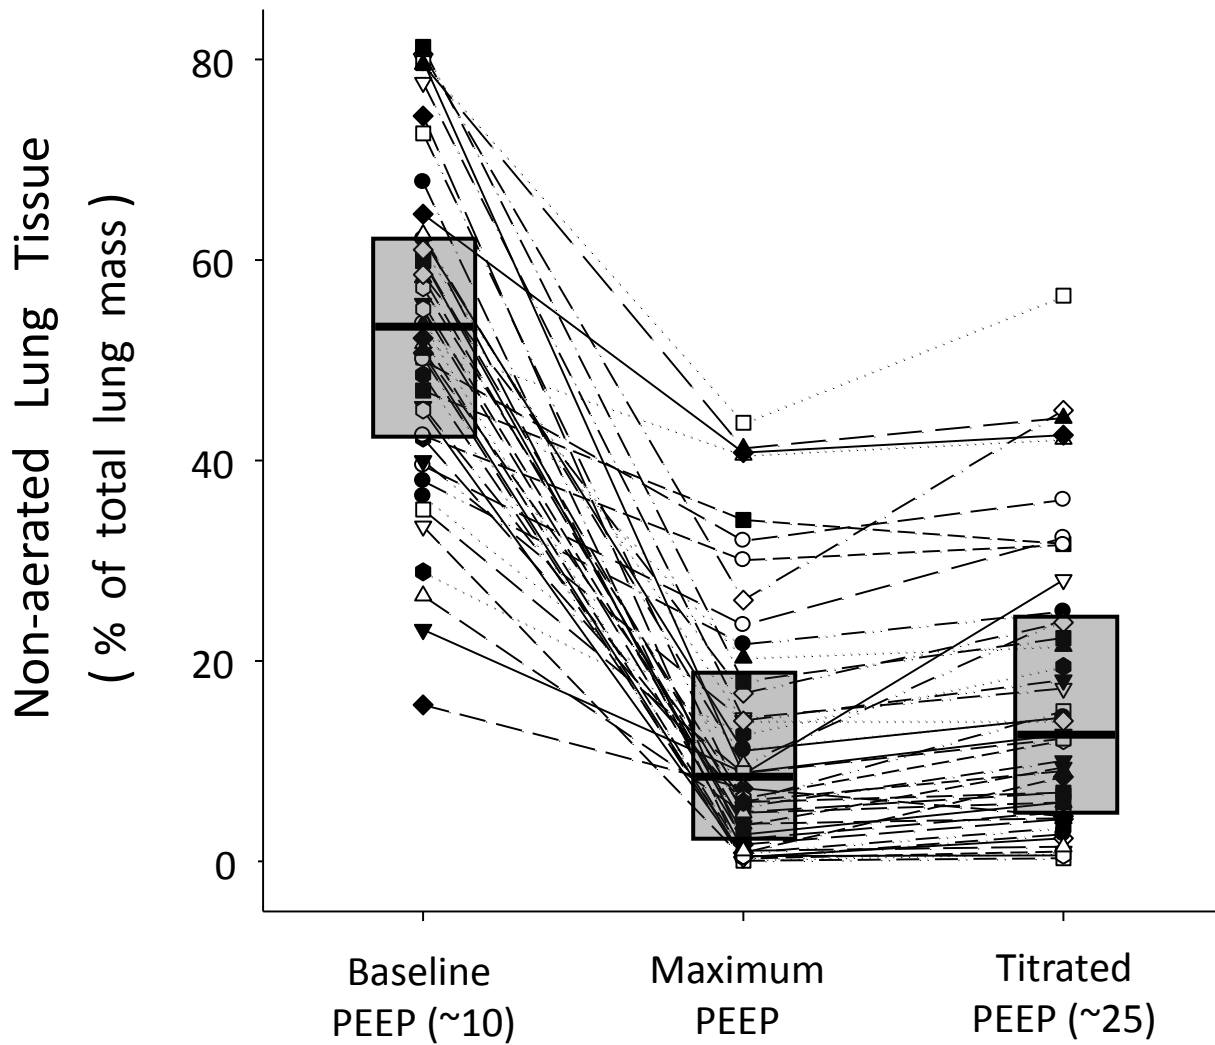 Non-aerated Lung Tissue
( % of total lung mass )
80
60
40
20
0
Baseline
PEEP (~10)
Maximum
PEEP
Titrated
PEEP (~25)